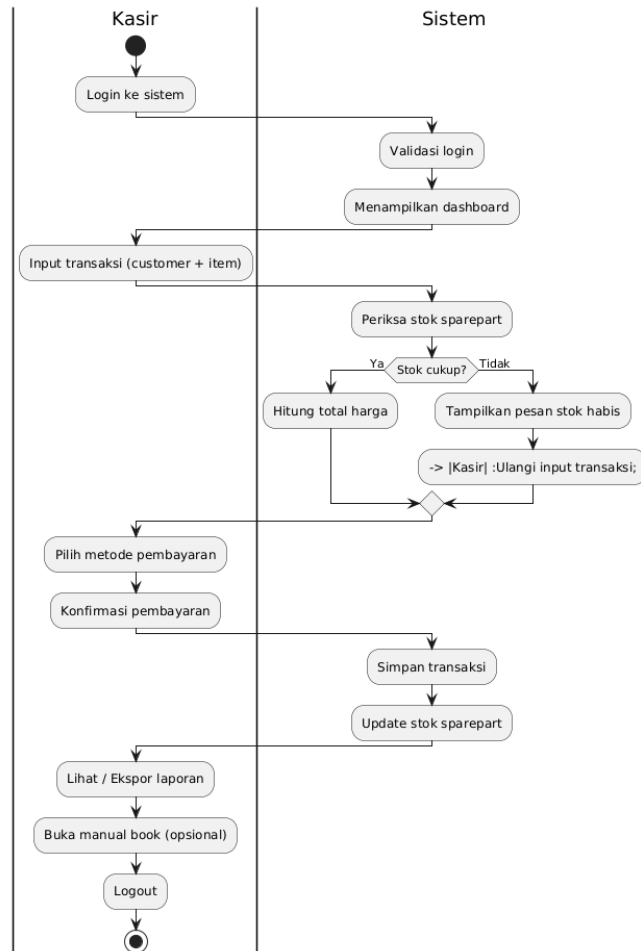 Kasir
Sistem
Login ke sistem
Validasi login
Menampilkan dashboard
Input transaksi (customer + item)
Periksa stok sparepart
Stok cukup?
Ya
Tidak
Hitung total harga
Tampilkan pesan stok habis
-> |Kasir| :Ulangi input transaksi;
Pilih metode pembayaran
Konfirmasi pembayaran
Simpan transaksi
Update stok sparepart
Lihat / Ekspor laporan
Buka manual book (opsional)
Logout